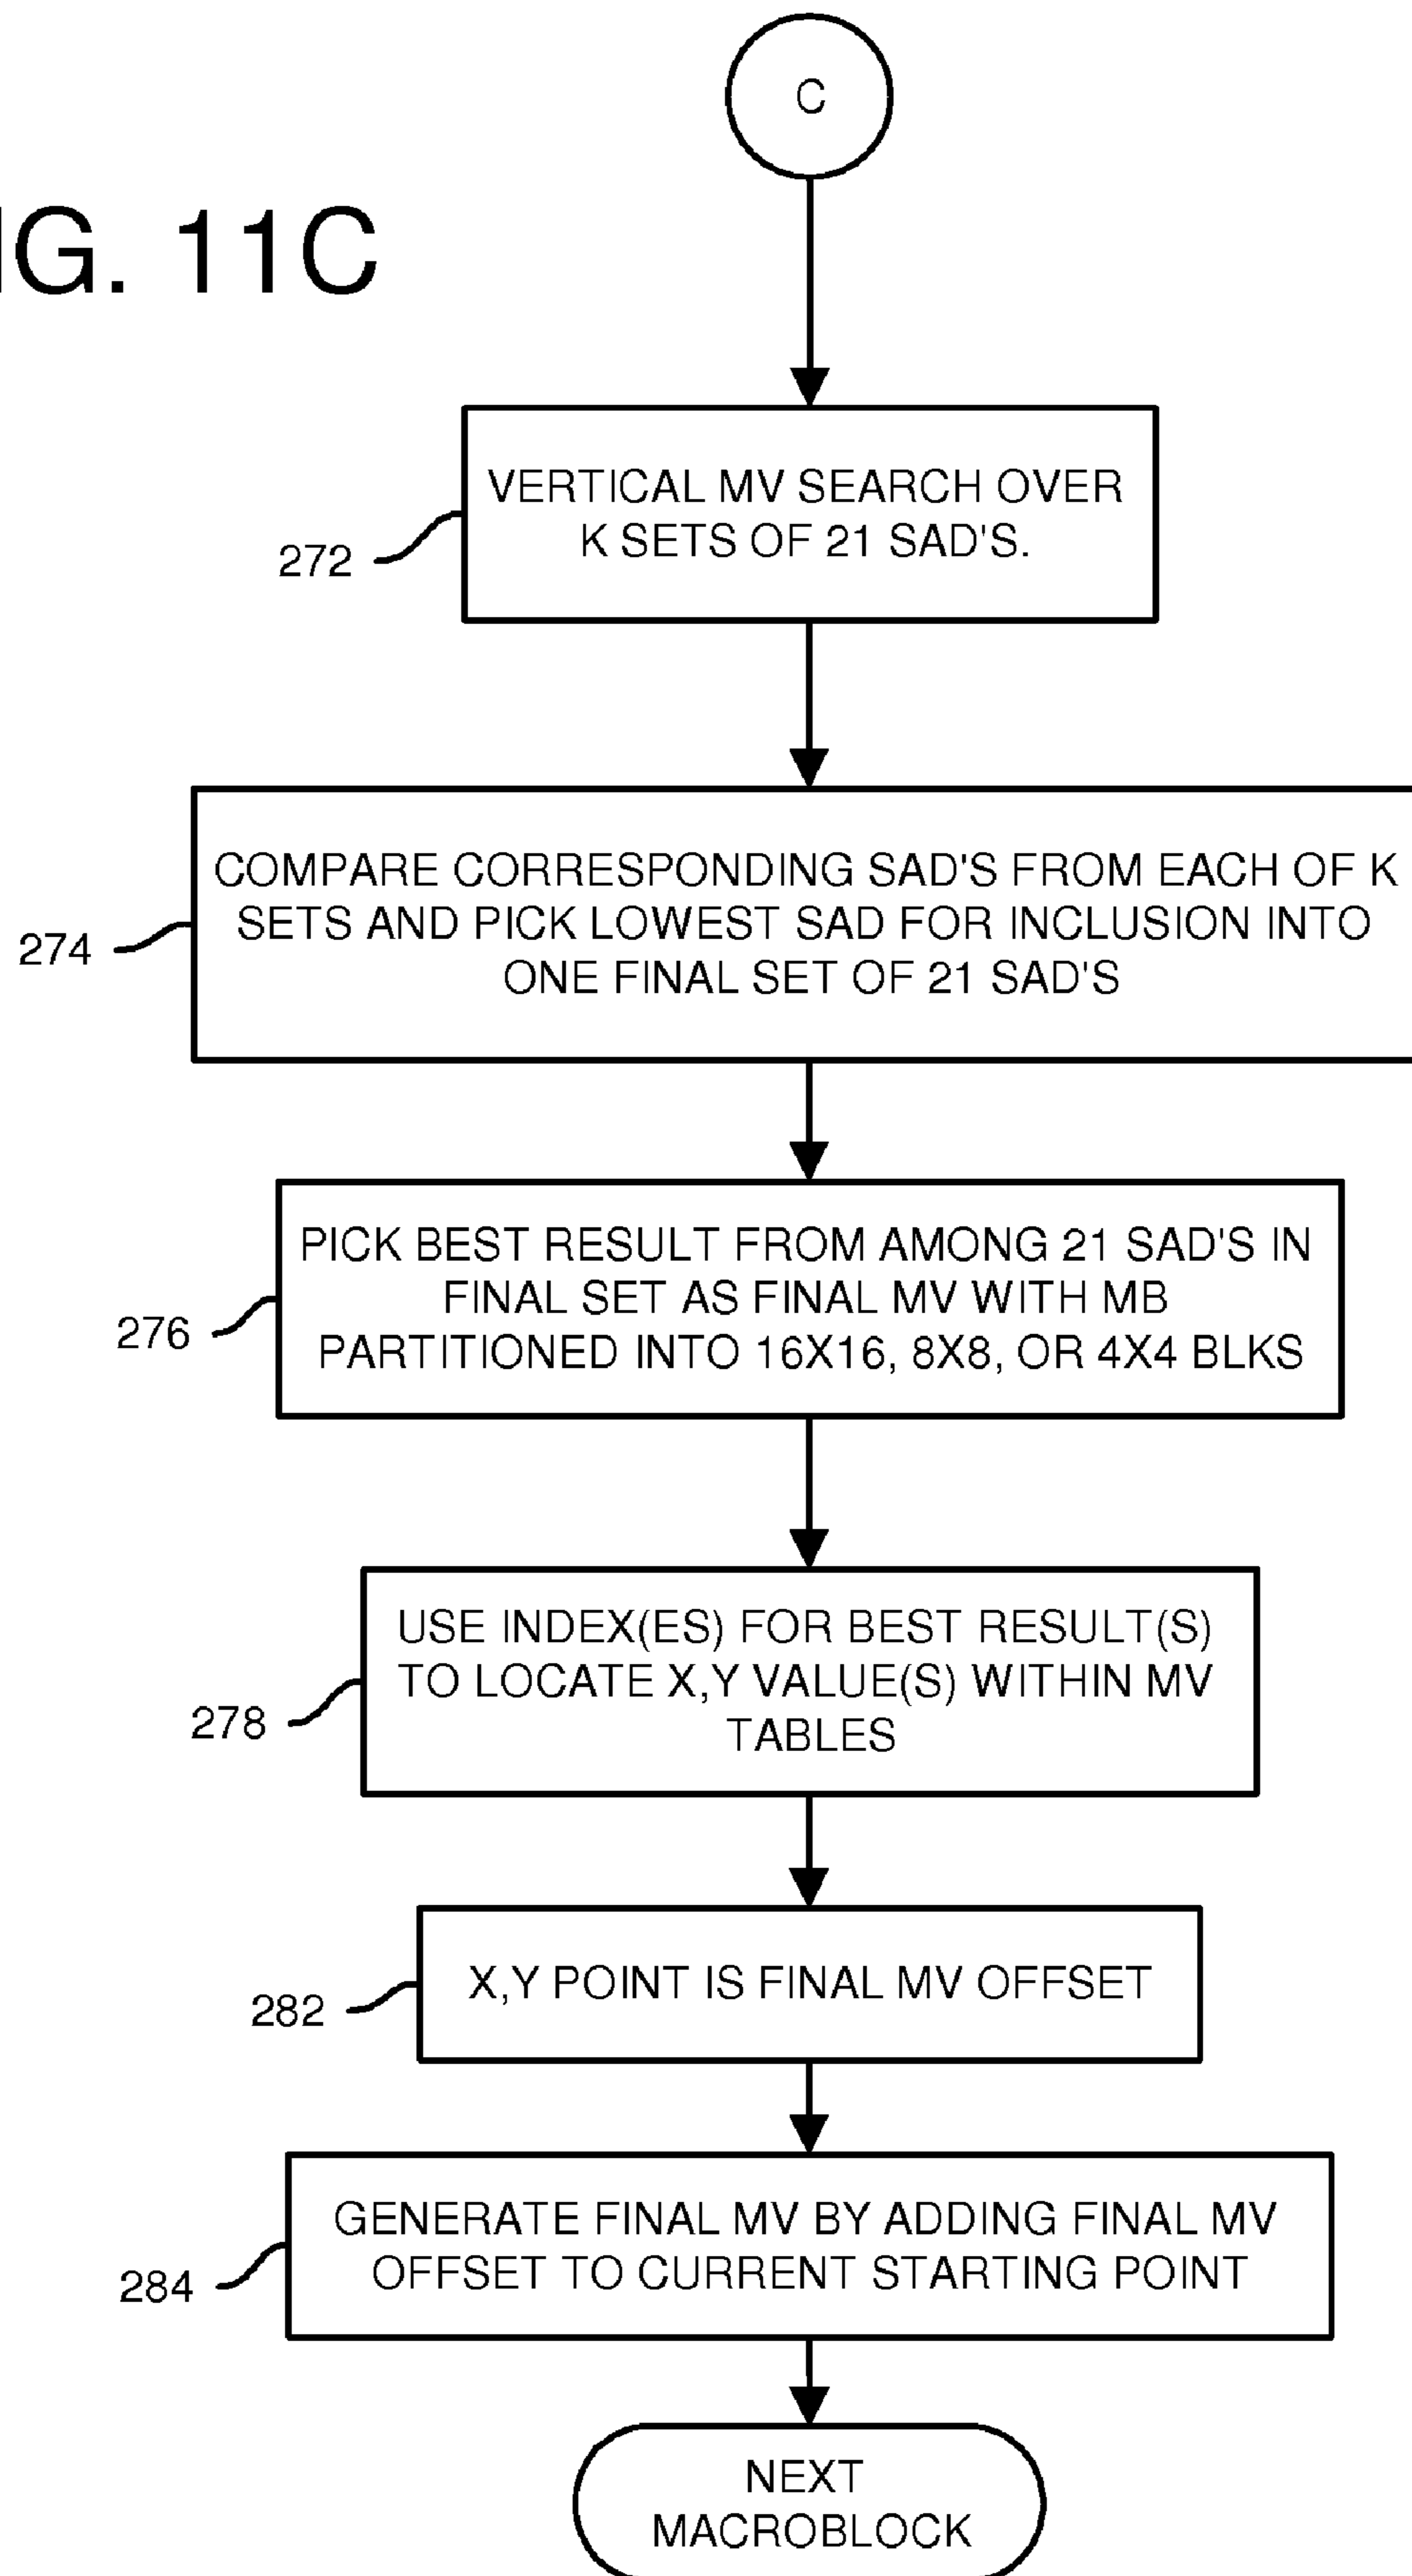 C
G. 11C
VERTICAL MV SEARCH OVER
K SETS OF 21 SAD'S.
272
COMPARE CORRESPONDING SAD'S FROM EACH OF K
SETS AND PICK LOWEST SAD FOR INCLUSION INTO
ONE FINAL SET OF 21 SAD'S
274
PICK BEST RESULT FROM AMONG 21 SAD'S IN
FINAL SET AS FINAL MV WITH MB
PARTITIONED INTO 16X16, 8X8, OR 4X4 BLKS
276
USE INDEX(ES) FOR BEST RESULT(S)
TO LOCATE X,Y VALUE(S) WITHIN MV
TABLES
278
X,Y POINT IS FINAL MV OFFSET
282
GENERATE FINAL MV BY ADDING FINAL MV
OFFSET TO CURRENT STARTING POINT
284
NEXT
MACROBLOCK